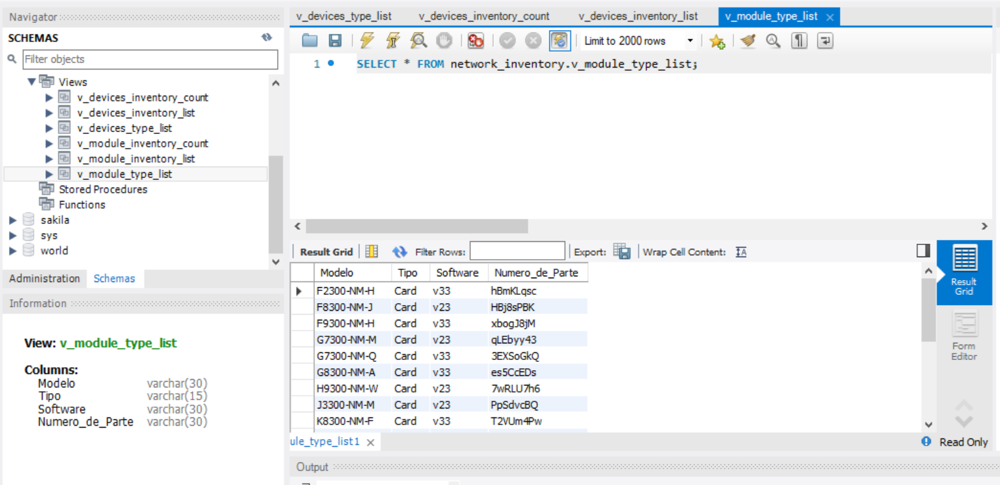 Navigator
SCHEMAS
Filter objects
Views
v_devices_inventory_count
v_devices_inventory_list
v_devices_type_list
v_module_inventory_count
v_module_inventory_list
v_module_type_list
Stored Procedures
Functions
sakila
sys
world
Administration Schemas
Information
View: v_module_type_list
Columns:
Modelo varchar(30)
Tipo varchar(15)
Software varchar(30)
Numero_de_Parte varchar(30)
v_devices_type_list v_devices_inventory_count v_devices_inventory_list v_module_type_list
Limit to 2000 rows
1 SELECT * FROM network_inventory.v_module_type_list;
Result Grid Filter Rows: Export: Wrap Cell Content:
Modelo Tipo Software Numero_de_Parte
F2300-NM-H Card v33 hBmKLqsc
F8300-NM-J Card v23 HBj8sPBK
F9300-NM-H Card v33 xbogJ8jM
G7300-NM-M Card v23 qLEbyy43
G7300-NM-Q Card v33 3EXSoGkQ
G8300-NM-A Card v33 es5CcEDs
H9300-NM-W Card v23 7wRLU7h6
J3300-NM-M Card v23 PpSdvcBQ
K8300-NM-F Card v33 T2VUm4Pw
Result
Grid
Form
Editor
ule_type_list1
Read Only
Output